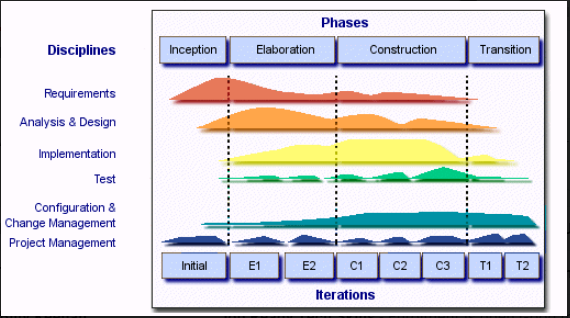 Phases
Disciplines
Inception
Elaboration
Construction
Transition
Requirements
Analysis & Design
Implementation
Test
Configuration &
Change Management
Project Management
Initial
E1
E2
C1
C2
C3
T1
T2
Iterations